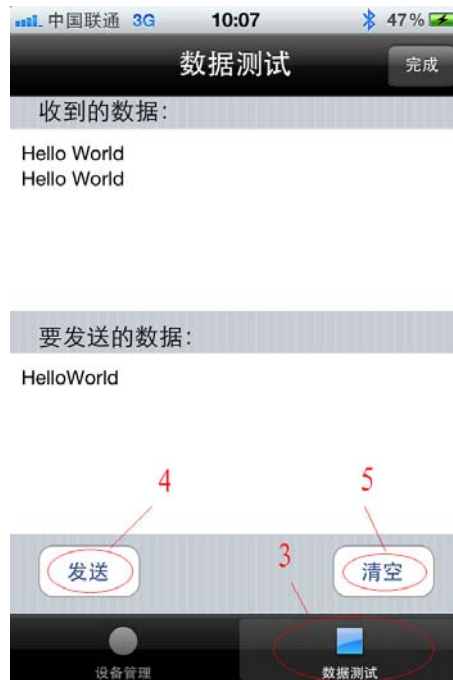 中国联通 3G 10:07 47%
数据测试 完成
收到的数据:
Hello World
Hello World
要发送的数据:
HelloWorld
4 5
发送 3 清空
设备管理 数据测试